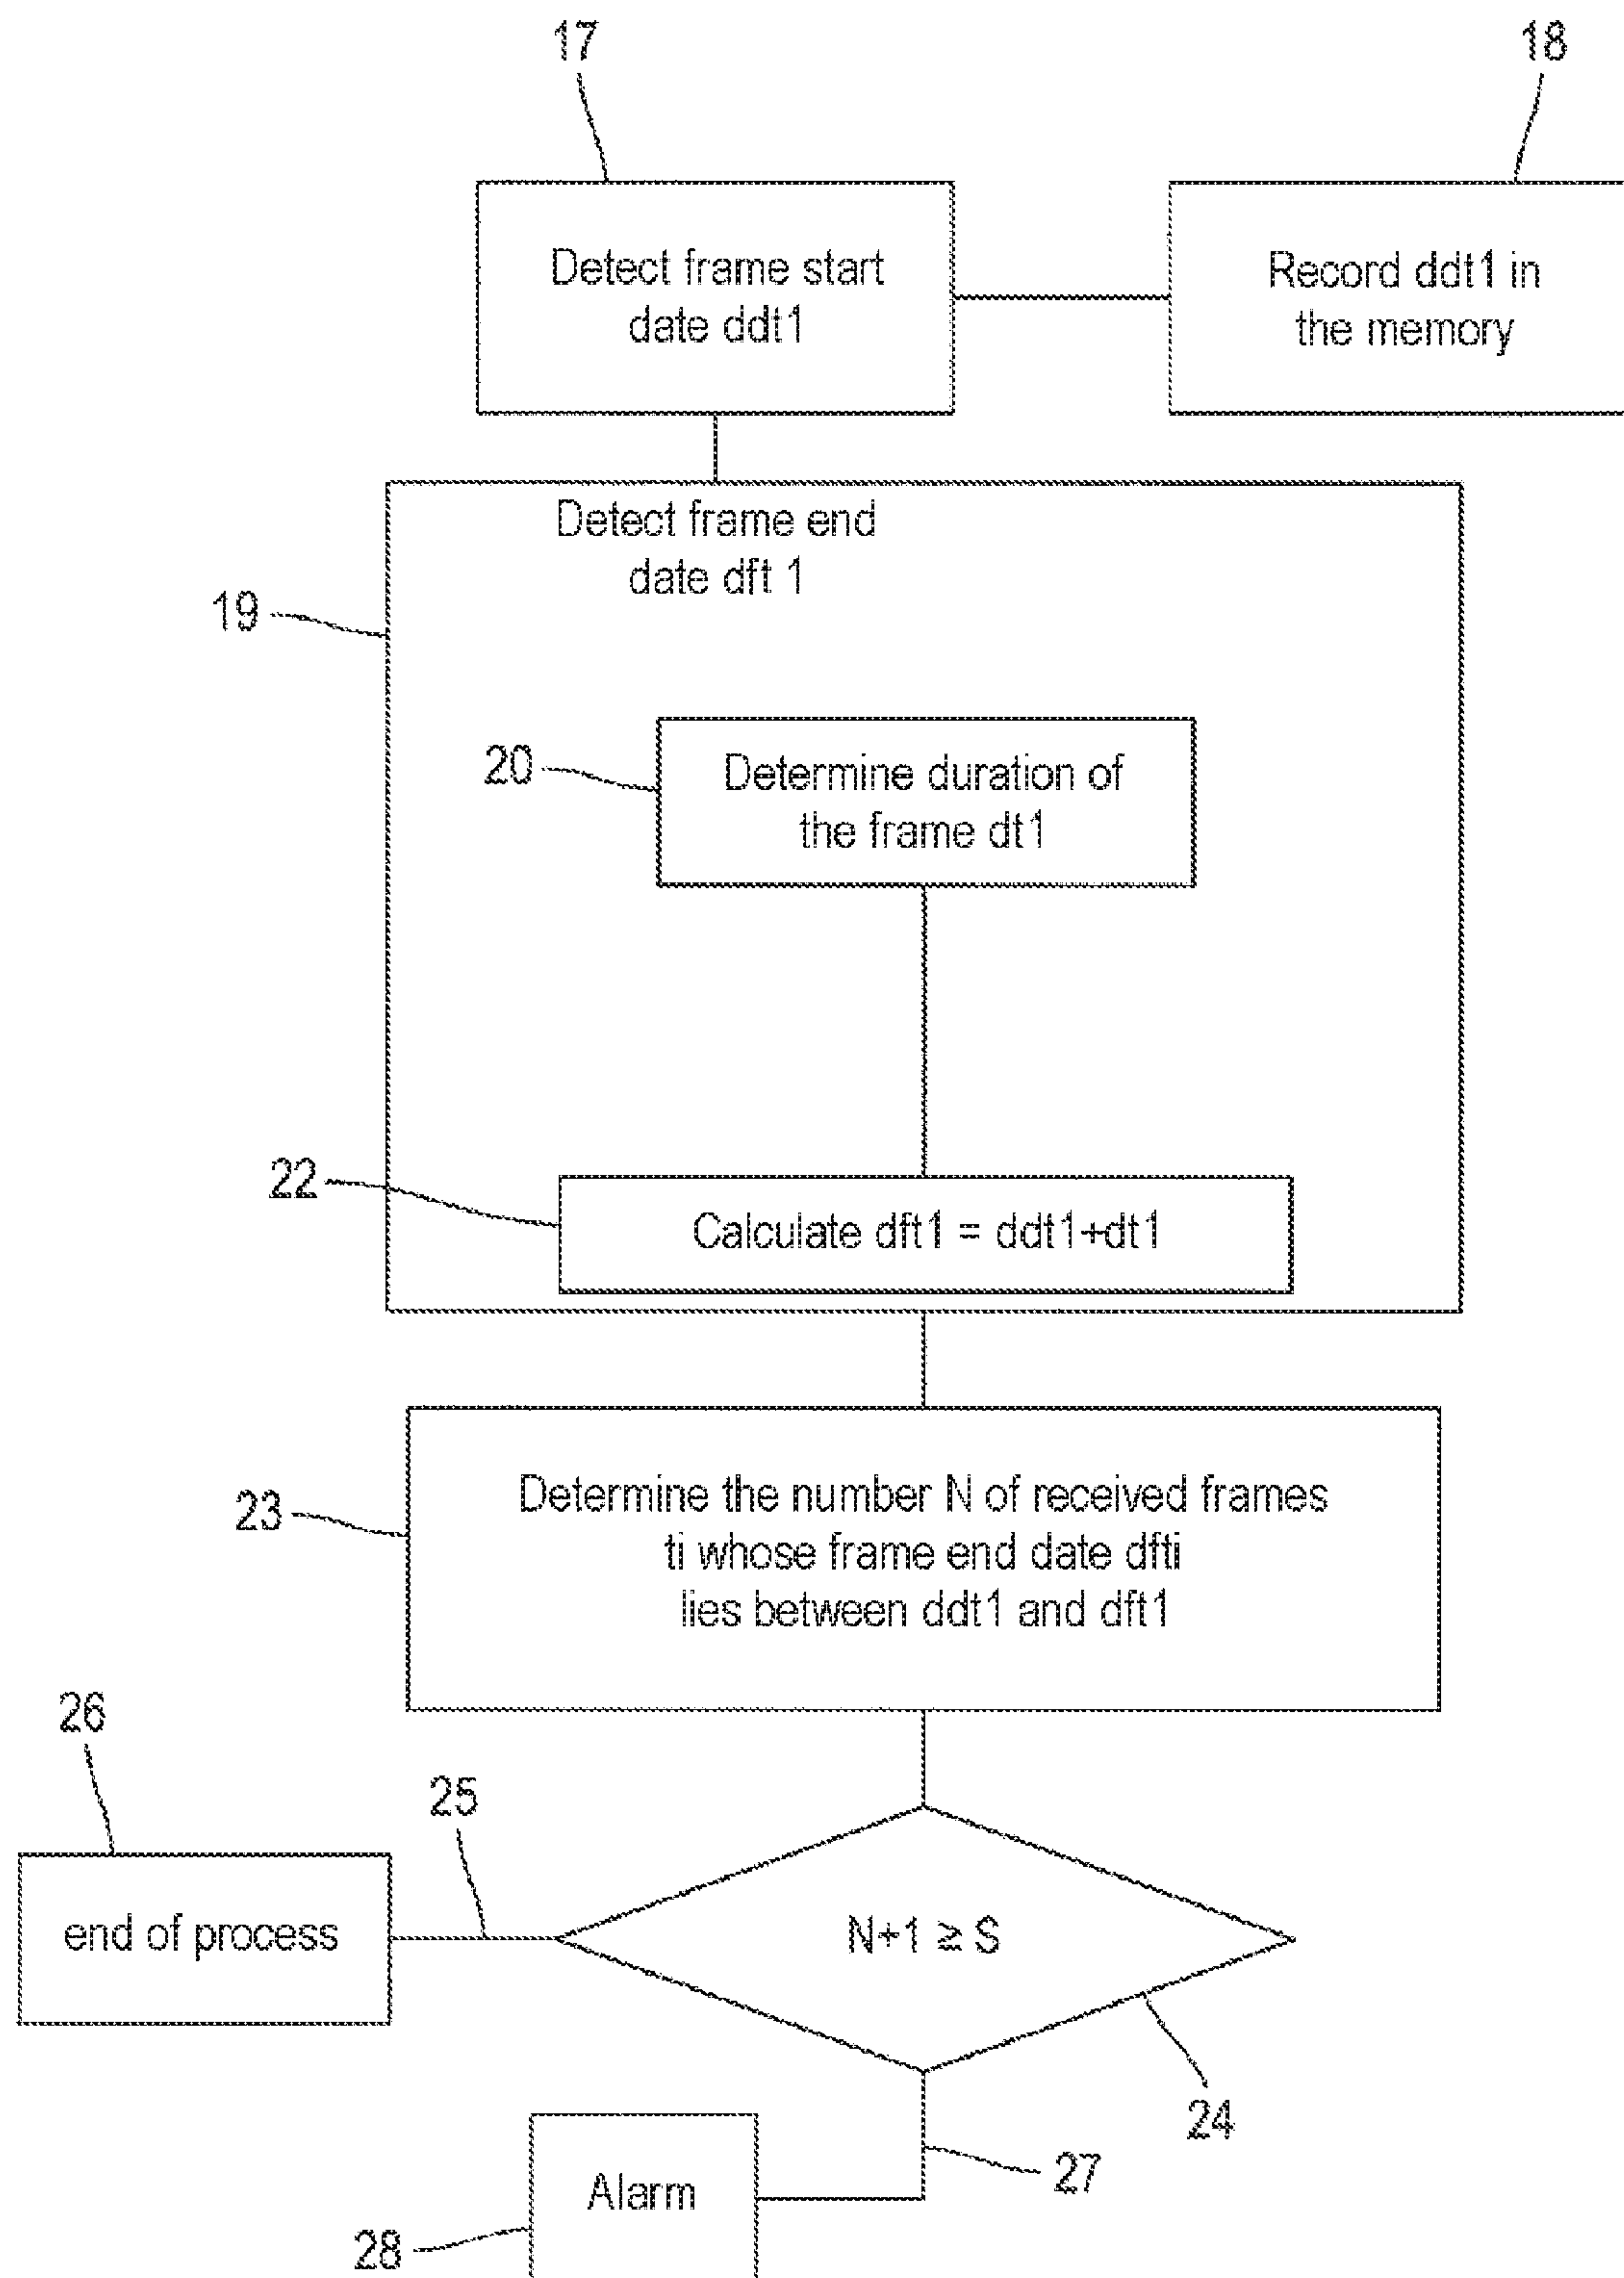 17
18
Detect frame start
date ddt1
Record ddt1 in
the memory
Detect frame end
date dft 1
19
20
Determine duration of
the frame dt1
22
Calculate dft1 = ddt1+dt1
23
Determine the number N of received frames
ti whose frame end date dfti
lies between ddt1 and dft1
26
25
end of process
N+1 ≧ S
24
27
Alarm
28